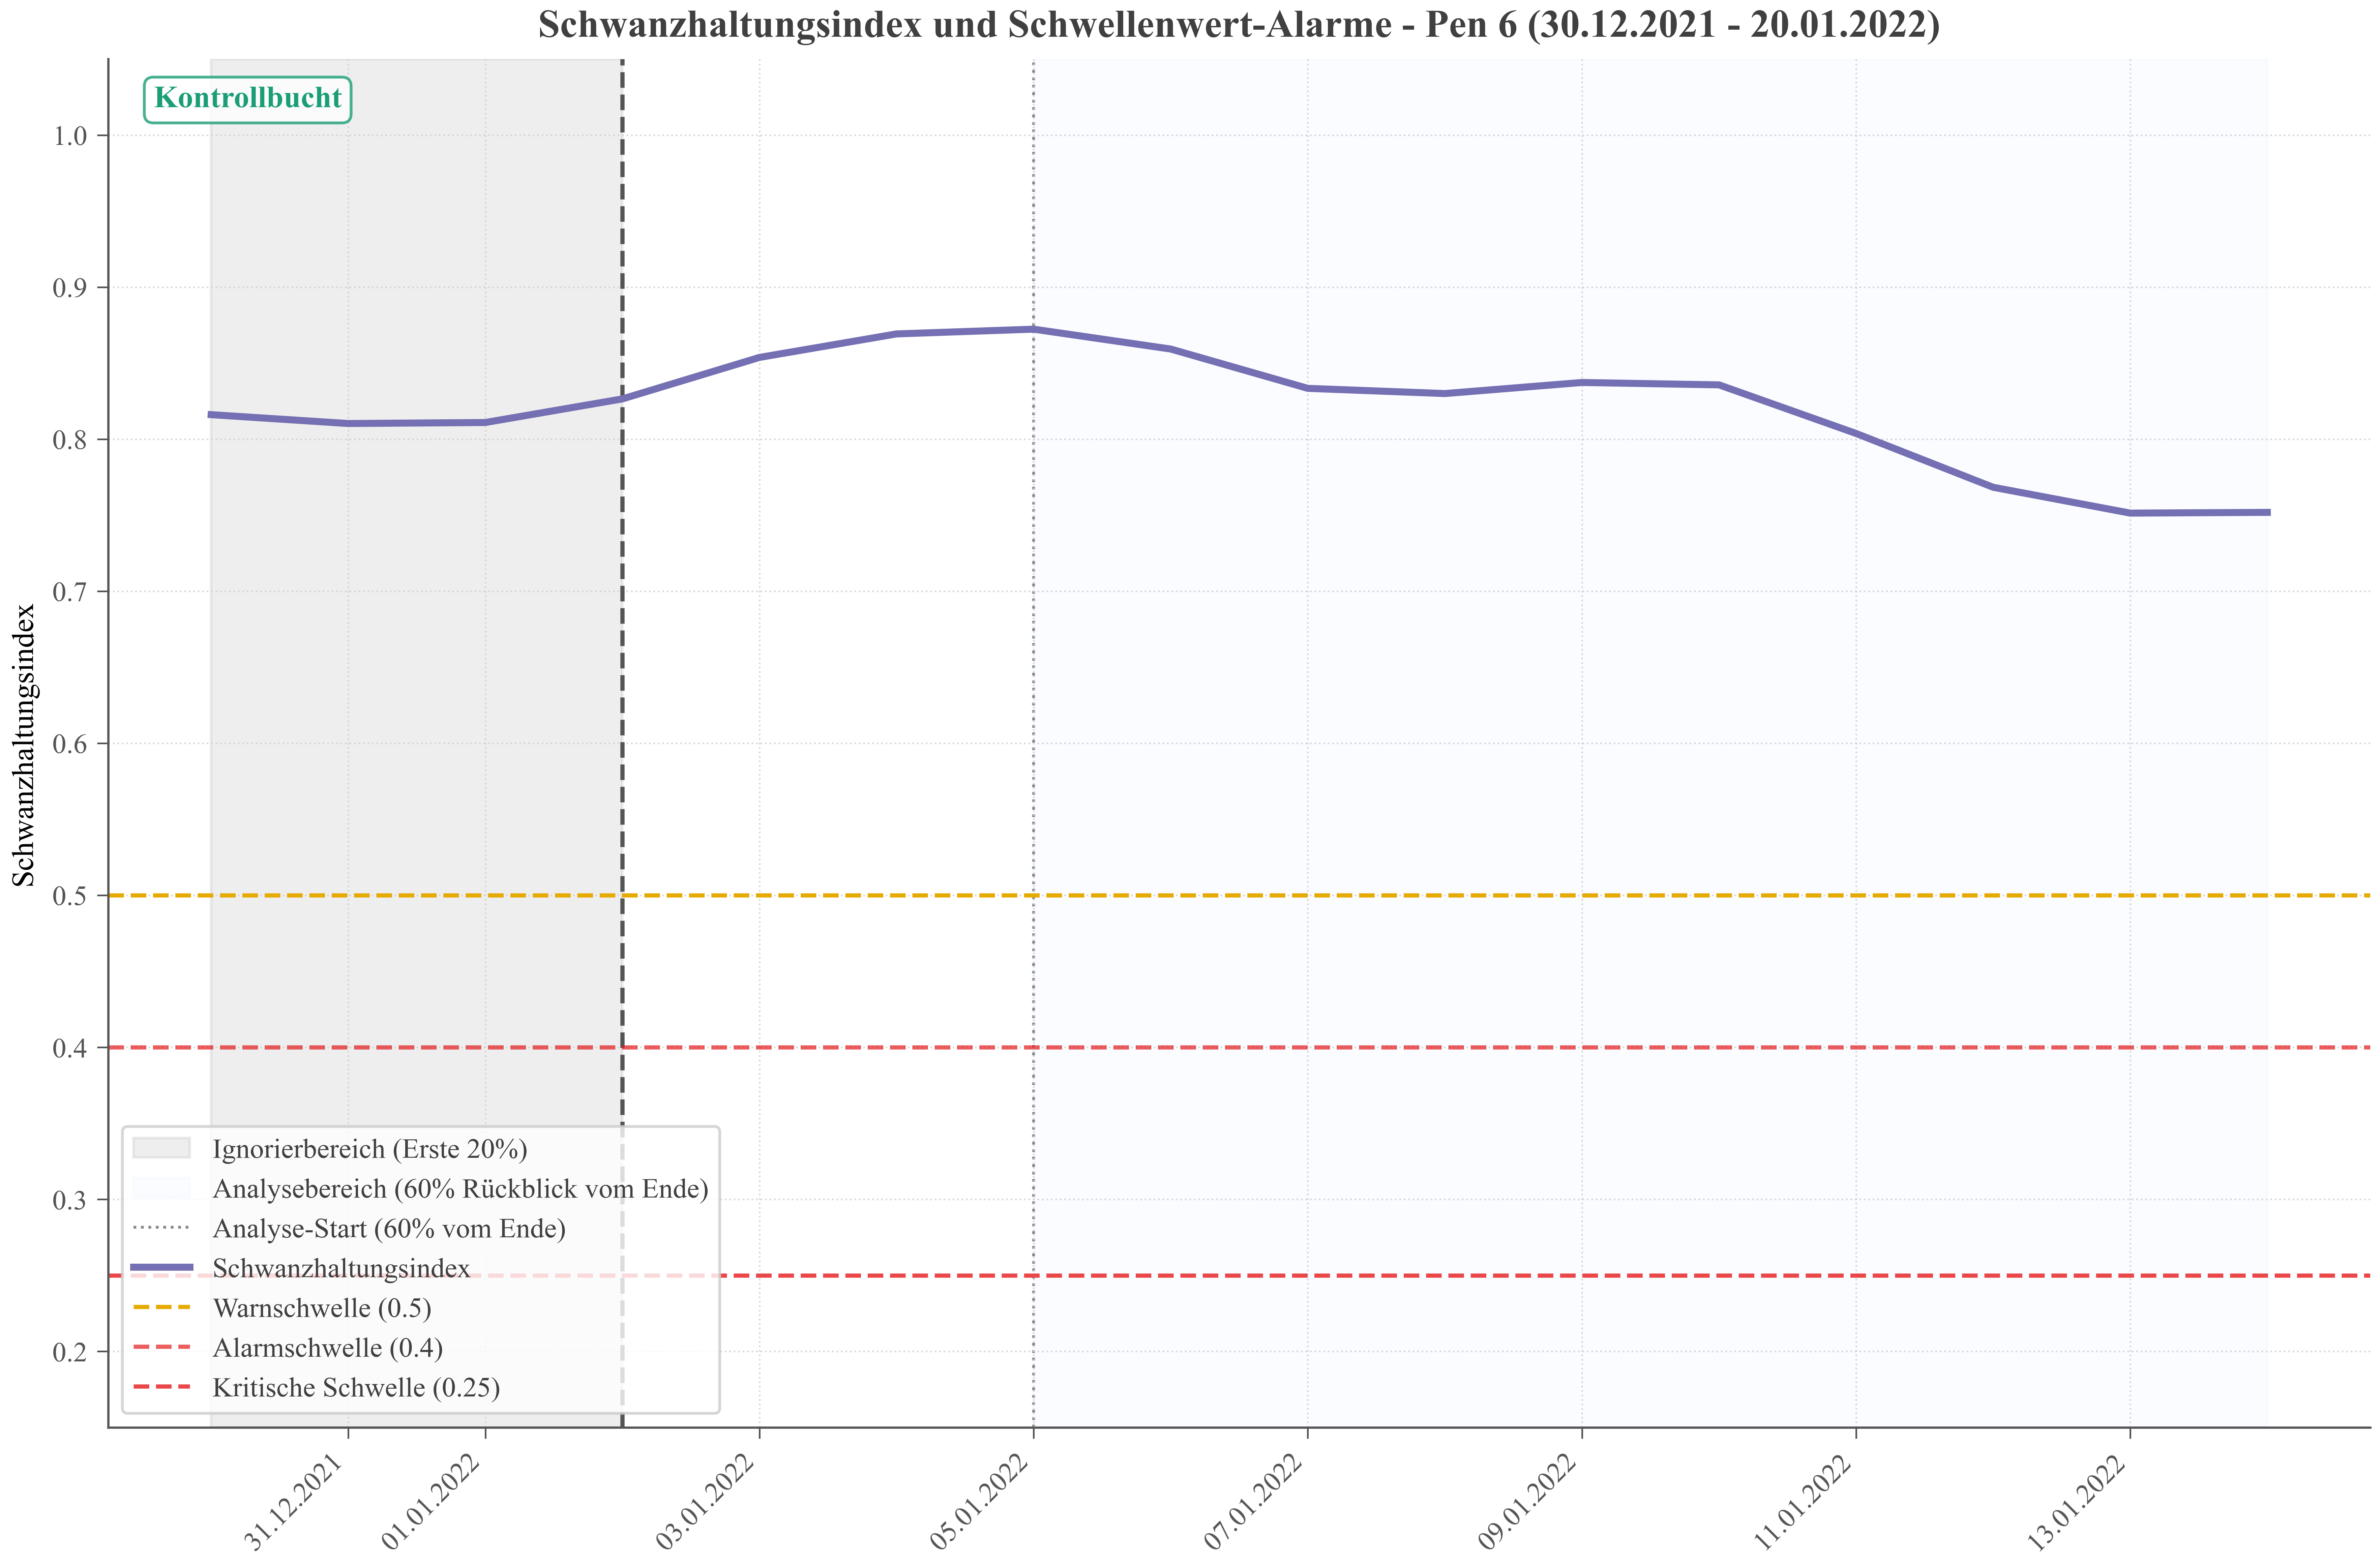 Schwanzhaltungsindex und Schwellenwert-Alarme - Pen 6 (30.12.2021 - 20.01.2022)
Kontrollbucht
1.0
0.9
0.8
0.7
0.6
0.5
0.4
0.3
0.2
Schwanzhaltungsindex
Ignorierbereich (Erste 20%)
Analysebereich (60% Rückblick vom Ende)
Analyse-Start (60% vom Ende)
Schwanzhaltungsindex
Warnschwelle (0.5)
Alarmschwelle (0.4)
Kritische Schwelle (0.25)
31.12.2021
01.01.2022
03.01.2022
05.01.2022
07.01.2022
09.01.2022
11.01.2022
13.01.2022